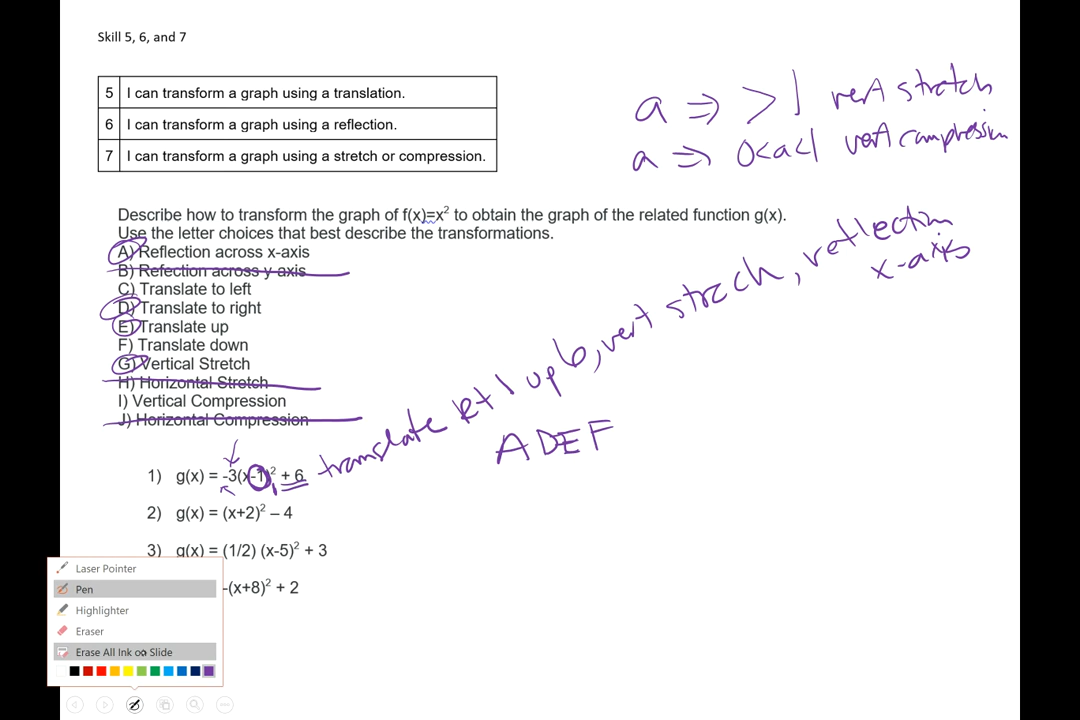 Skill 5, 6, and 7
5 I can transform a graph using a translation.
6 I can transform a graph using a reflection.
7 I can transform a graph using a stretch or compression.
a ⇒ > 1 vert stretch
a ⇒ 0<a<1 vert compression
Describe how to transform the graph of f(x)=x² to obtain the graph of the related function g(x).
Use the letter choices that best describe the transformations.
A) Reflection across x-axis
B) Refection across y-axis
C) Translate to left
D) Translate to right
E) Translate up
F) Translate down
G) Vertical Stretch
H) Horizontal Stretch
I) Vertical Compression
J) Horizontal Compression
translate Rt 1 up 6, vert strech, reflection
x-axis
A D E F
1) g(x) = -3(x-1)² + 6
2) g(x) = (x+2)² – 4
3) g(x) = (1/2) (x-5)² + 3
-(x+8)² + 2
Laser Pointer
Pen
Highlighter
Eraser
Erase All Ink on Slide